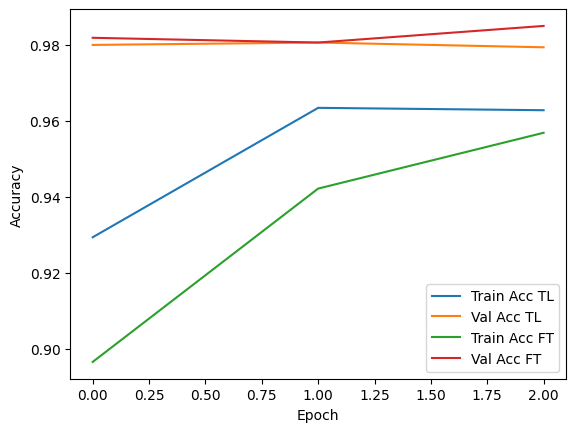 Accuracy
0.98
0.96
0.94
0.92
0.90
0.00 0.25 0.50 0.75 1.00 1.25 1.50 1.75 2.00
Epoch
Train Acc TL
Val Acc TL
Train Acc FT
Val Acc FT